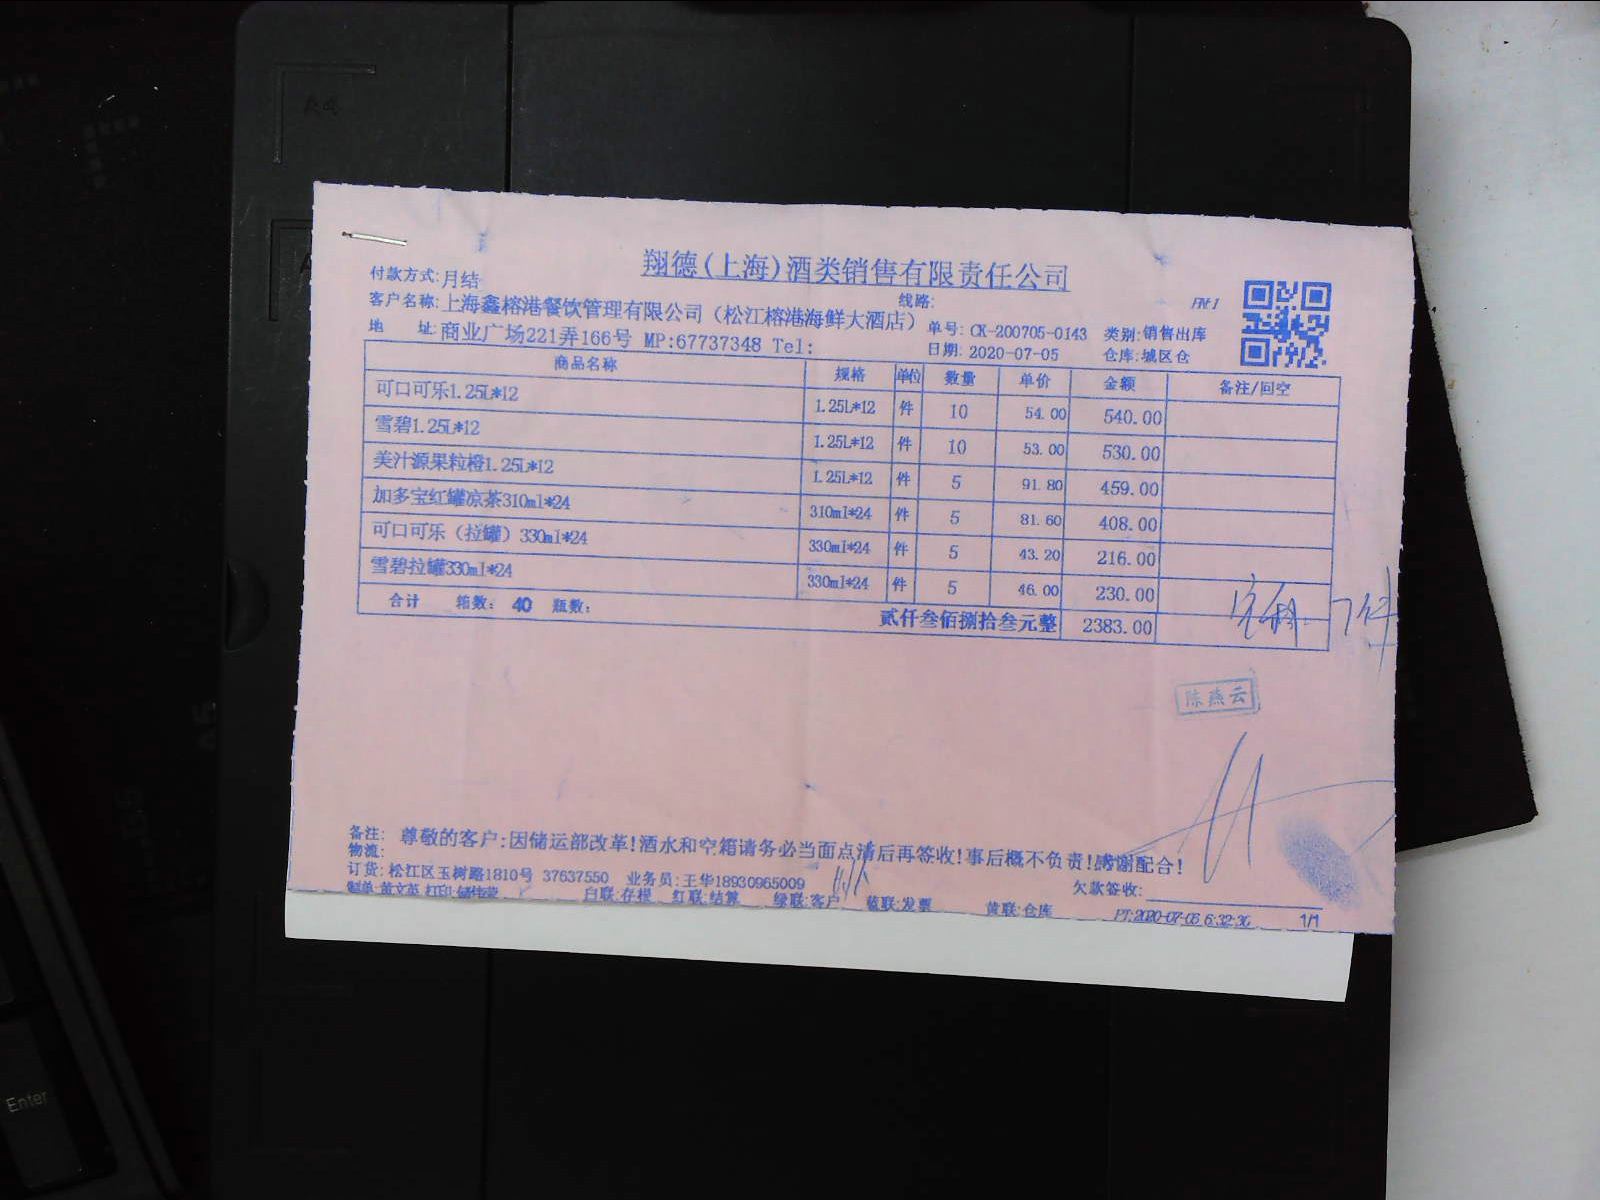 翔德(上海)酒类销售有限责任公司
付款方式:月结
线路:
客户名称:上海鑫榕港餐饮管理有限公司（松江榕港海鲜大酒店）
单号: CK-200705-0143 类别:销售出库
地 址:商业广场221弄166号 MP:67737348 Tel:
日期: 2020-07-05 仓库:城区仓
商品名称 规格 单位 数量 单价 金额 备注/回空
可口可乐1.25L*12 1.25L*12 件 10 54.00 540.00
雪碧1.25L*12 1.25L*12 件 10 53.00 530.00
美汁源果粒橙1.25L*12 1.25L*12 件 5 91.80 459.00
加多宝红罐凉茶310ml*24 310ml*24 件 5 81.60 408.00
可口可乐（拉罐）330ml*24 330ml*24 件 5 43.20 216.00
雪碧拉罐330ml*24 330ml*24 件 5 46.00 230.00
合计 箱数: 40 瓶数: 贰仟叁佰捌拾叁元整 2383.00
陈燕云
备注: 尊敬的客户:因储运部改革!酒水和空箱请务必当面点清后再签收!事后概不负责!感谢配合!
物流:
订货:松江区玉树路1810号 37637550 业务员:王华18930965009 欠款签收:
制单:黄文英 打印: 白联:存根 红联:结算 绿联:客户 蓝联:发票 黄联:仓库 1/1
Enter